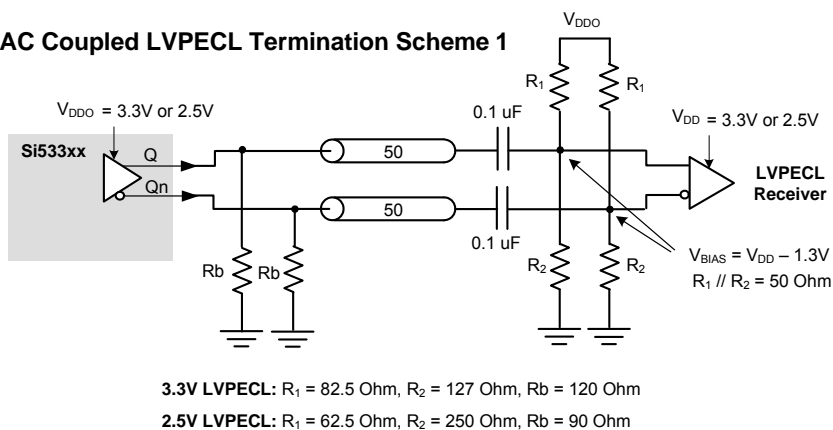 AC Coupled LVPECL Termination Scheme 1
VDDO
R1
R1
VDDO = 3.3V or 2.5V
0.1 uF
VDD = 3.3V or 2.5V
Si533xx
Q
50
LVPECL
Receiver
Qn
50
0.1 uF
Rb
Rb
R2
R2
VBIAS = VDD – 1.3V
R1 // R2 = 50 Ohm
3.3V LVPECL: R1 = 82.5 Ohm, R2 = 127 Ohm, Rb = 120 Ohm
2.5V LVPECL: R1 = 62.5 Ohm, R2 = 250 Ohm, Rb = 90 Ohm